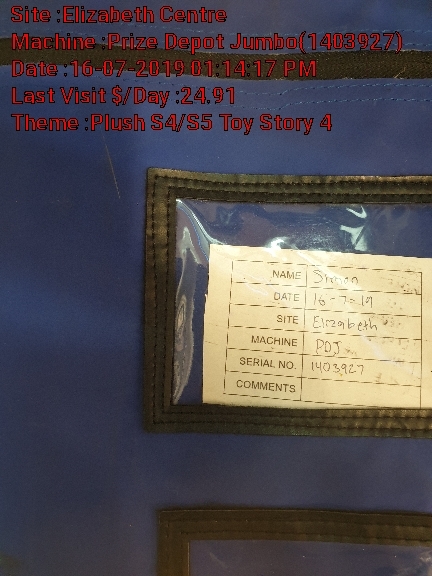 Site :Elizabeth Centre
Machine :Prize Depot Jumbo(1403927)
Date :16-07-2019 01:14:17 PM
Last Visit $/Day :24.91
Theme :Plush S4/S5 Toy Story 4
NAME Simon
DATE 16-7-19
SITE Elizabeth
MACHINE PDJ
SERIAL NO. 1403927
COMMENTS